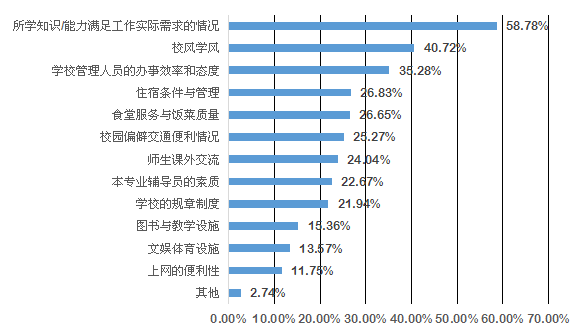 所学知识/能力满足工作实际需求的情况 58.78%
校风学风 40.72%
学校管理人员的办事效率和态度 35.28%
住宿条件与管理 26.83%
食堂服务与饭菜质量 26.65%
校园偏僻交通便利情况 25.27%
师生课外交流 24.04%
本专业辅导员的素质 22.67%
学校的规章制度 21.94%
图书与教学设施 15.36%
文娱体育设施 13.57%
上网的便利性 11.75%
其他 2.74%
0.00% 10.00% 20.00% 30.00% 40.00% 50.00% 60.00% 70.00%